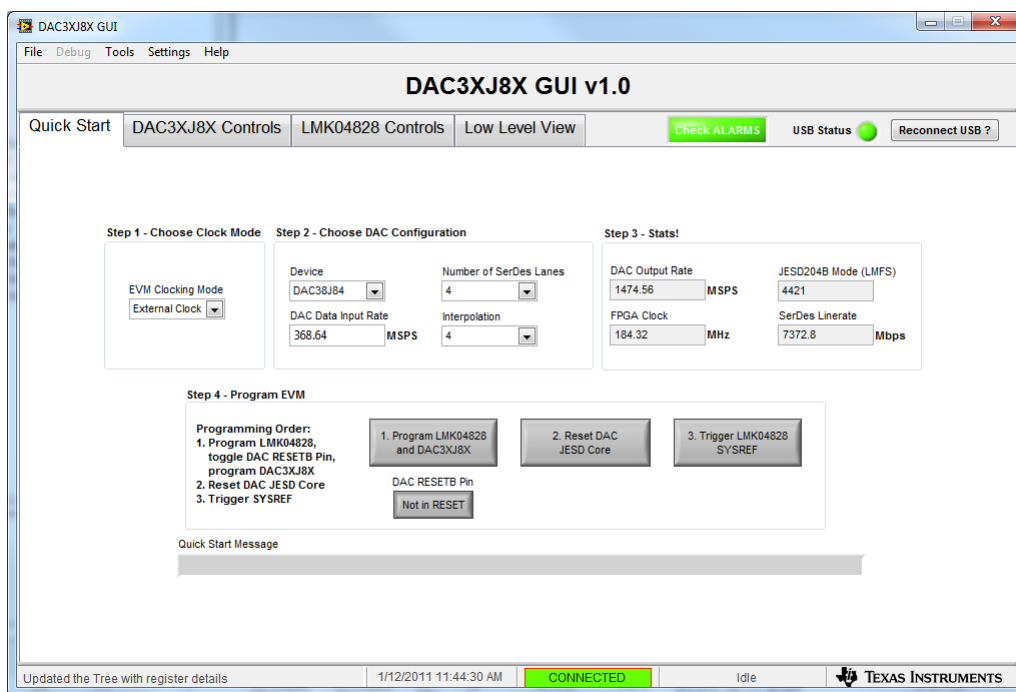 DAC3XJ8X GUI
File Debug Tools Settings Help
DAC3XJ8X GUI v1.0
Quick Start DAC3XJ8X Controls LMK04828 Controls Low Level View Check ALARMS USB Status Reconnect USB ?
Step 1 - Choose Clock Mode
EVM Clocking Mode
External Clock
Step 2 - Choose DAC Configuration
Device
DAC38J84
Number of SerDes Lanes
4
DAC Data Input Rate
368.64 MSPS
Interpolation
4
Step 3 - Stats!
DAC Output Rate
1474.56 MSPS
JESD204B Mode (LMFS)
4421
FPGA Clock
184.32 MHz
SerDes Linerate
7372.8 Mbps
Step 4 - Program EVM
Programming Order:
1. Program LMK04828,
toggle DAC RESETB Pin,
program DAC3XJ8X
2. Reset DAC JESD Core
3. Trigger SYSREF
1. Program LMK04828
and DAC3XJ8X
2. Reset DAC
JESD Core
3. Trigger LMK04828
SYSREF
DAC RESETB Pin
Not in RESET
Quick Start Message
Updated the Tree with register details 1/12/2011 11:44:30 AM CONNECTED Idle TEXAS INSTRUMENTS